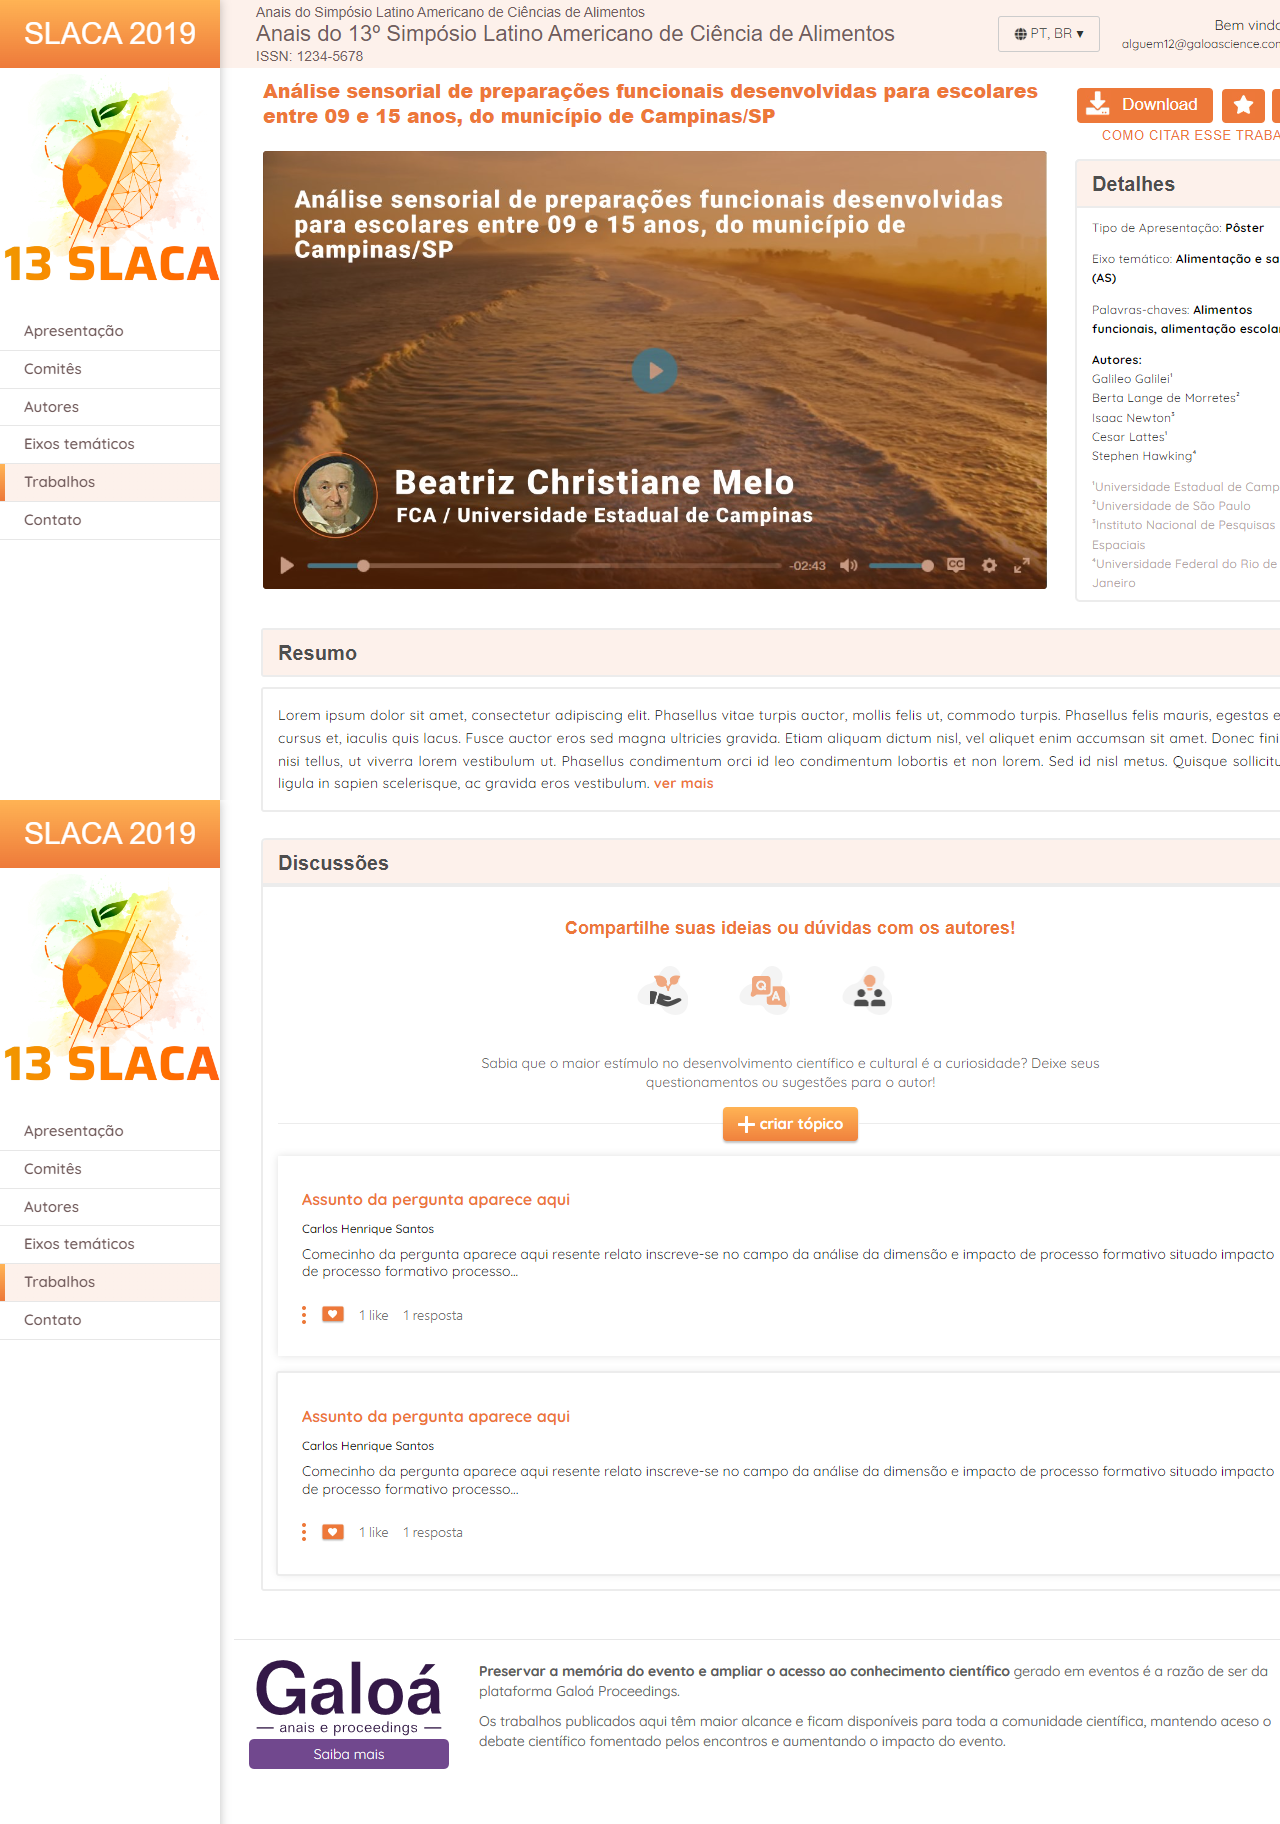 SLACA 2019
13 SLACA
Apresentação
Comitês
Autores
Eixos temáticos
Trabalhos
Contato
Anais do Simpósio Latino Americano de Ciências de Alimentos
Anais do 13º Simpósio Latino Americano de Ciência de Alimentos
ISSN: 1234-5678
PT, BR ▾
Bem vindo
alguem12@galoascience.com
Análise sensorial de preparações funcionais desenvolvidas para escolares
entre 09 e 15 anos, do município de Campinas/SP
Download
COMO CITAR ESSE TRABA
Análise sensorial de preparações funcionais desenvolvidas
para escolares entre 09 e 15 anos, do município de
Campinas/SP
Beatriz Christiane Melo
FCA / Universidade Estadual de Campinas
-02:43
CC
Detalhes
Tipo de Apresentação: Pôster
Eixo temático: Alimentação e sa
(AS)
Palavras-chaves: Alimentos
funcionais, alimentação escolar
Autores:
Galileo Galilei¹
Berta Lange de Morretes²
Isaac Newton³
Cesar Lattes¹
Stephen Hawking⁴
¹Universidade Estadual de Camp
²Universidade de São Paulo
³Instituto Nacional de Pesquisas
Espaciais
⁴Universidade Federal do Rio de
Janeiro
Resumo
Lorem ipsum dolor sit amet, consectetur adipiscing elit. Phasellus vitae turpis auctor, mollis felis ut, commodo turpis. Phasellus felis mauris, egestas e
cursus et, iaculis quis lacus. Fusce auctor eros sed magna ultricies gravida. Etiam aliquam dictum nisl, vel aliquet enim accumsan sit amet. Donec fini
nisi tellus, ut viverra lorem vestibulum ut. Phasellus condimentum orci id leo condimentum lobortis et non lorem. Sed id nisl metus. Quisque sollicitu
ligula in sapien scelerisque, ac gravida eros vestibulum. ver mais
SLACA 2019
13 SLACA
Apresentação
Comitês
Autores
Eixos temáticos
Trabalhos
Contato
Discussões
Compartilhe suas ideias ou dúvidas com os autores!
Q
A
Sabia que o maior estímulo no desenvolvimento científico e cultural é a curiosidade? Deixe seus
questionamentos ou sugestões para o autor!
criar tópico
Assunto da pergunta aparece aqui
Carlos Henrique Santos
Comecinho da pergunta aparece aqui resente relato inscreve-se no campo da análise da dimensão e impacto de processo formativo situado impacto
de processo formativo processo...
1 like 1 resposta
Assunto da pergunta aparece aqui
Carlos Henrique Santos
Comecinho da pergunta aparece aqui resente relato inscreve-se no campo da análise da dimensão e impacto de processo formativo situado impacto
de processo formativo processo...
1 like 1 resposta
Galoá
anais e proceedings
Saiba mais
Preservar a memória do evento e ampliar o acesso ao conhecimento científico gerado em eventos é a razão de ser da
plataforma Galoá Proceedings.
Os trabalhos publicados aqui têm maior alcance e ficam disponíveis para toda a comunidade científica, mantendo aceso o
debate científico fomentado pelos encontros e aumentando o impacto do evento.